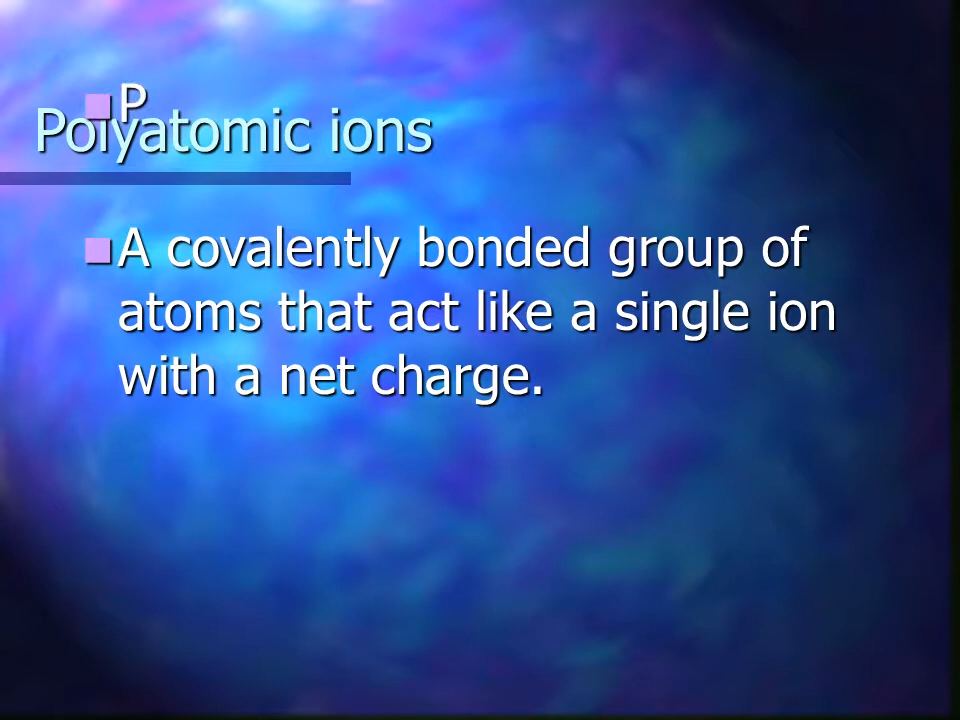 P
Polyatomic ions
A covalently bonded group of
atoms that act like a single ion
with a net charge.